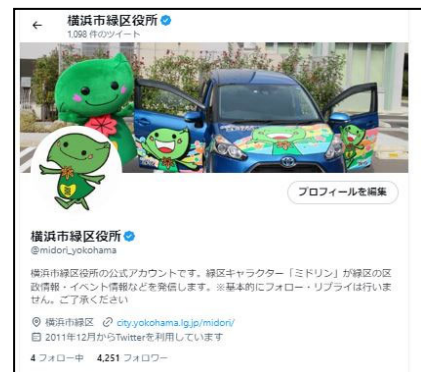 横浜市緑区役所
1,098 件のツイート
プロフィールを編集
横浜市緑区役所
@midori_yokohama
横浜市緑区役所の公式アカウントです。緑区キャラクター「ミドリン」が緑区の区
政情報・イベント情報などを発信します。※基本的にフォロー・リプライは行いま
せん。ご了承ください
横浜市緑区 city.yokohama.lg.jp/midori/
2011年12月からTwitterを利用しています
4 フォロー中 4,251 フォロワー